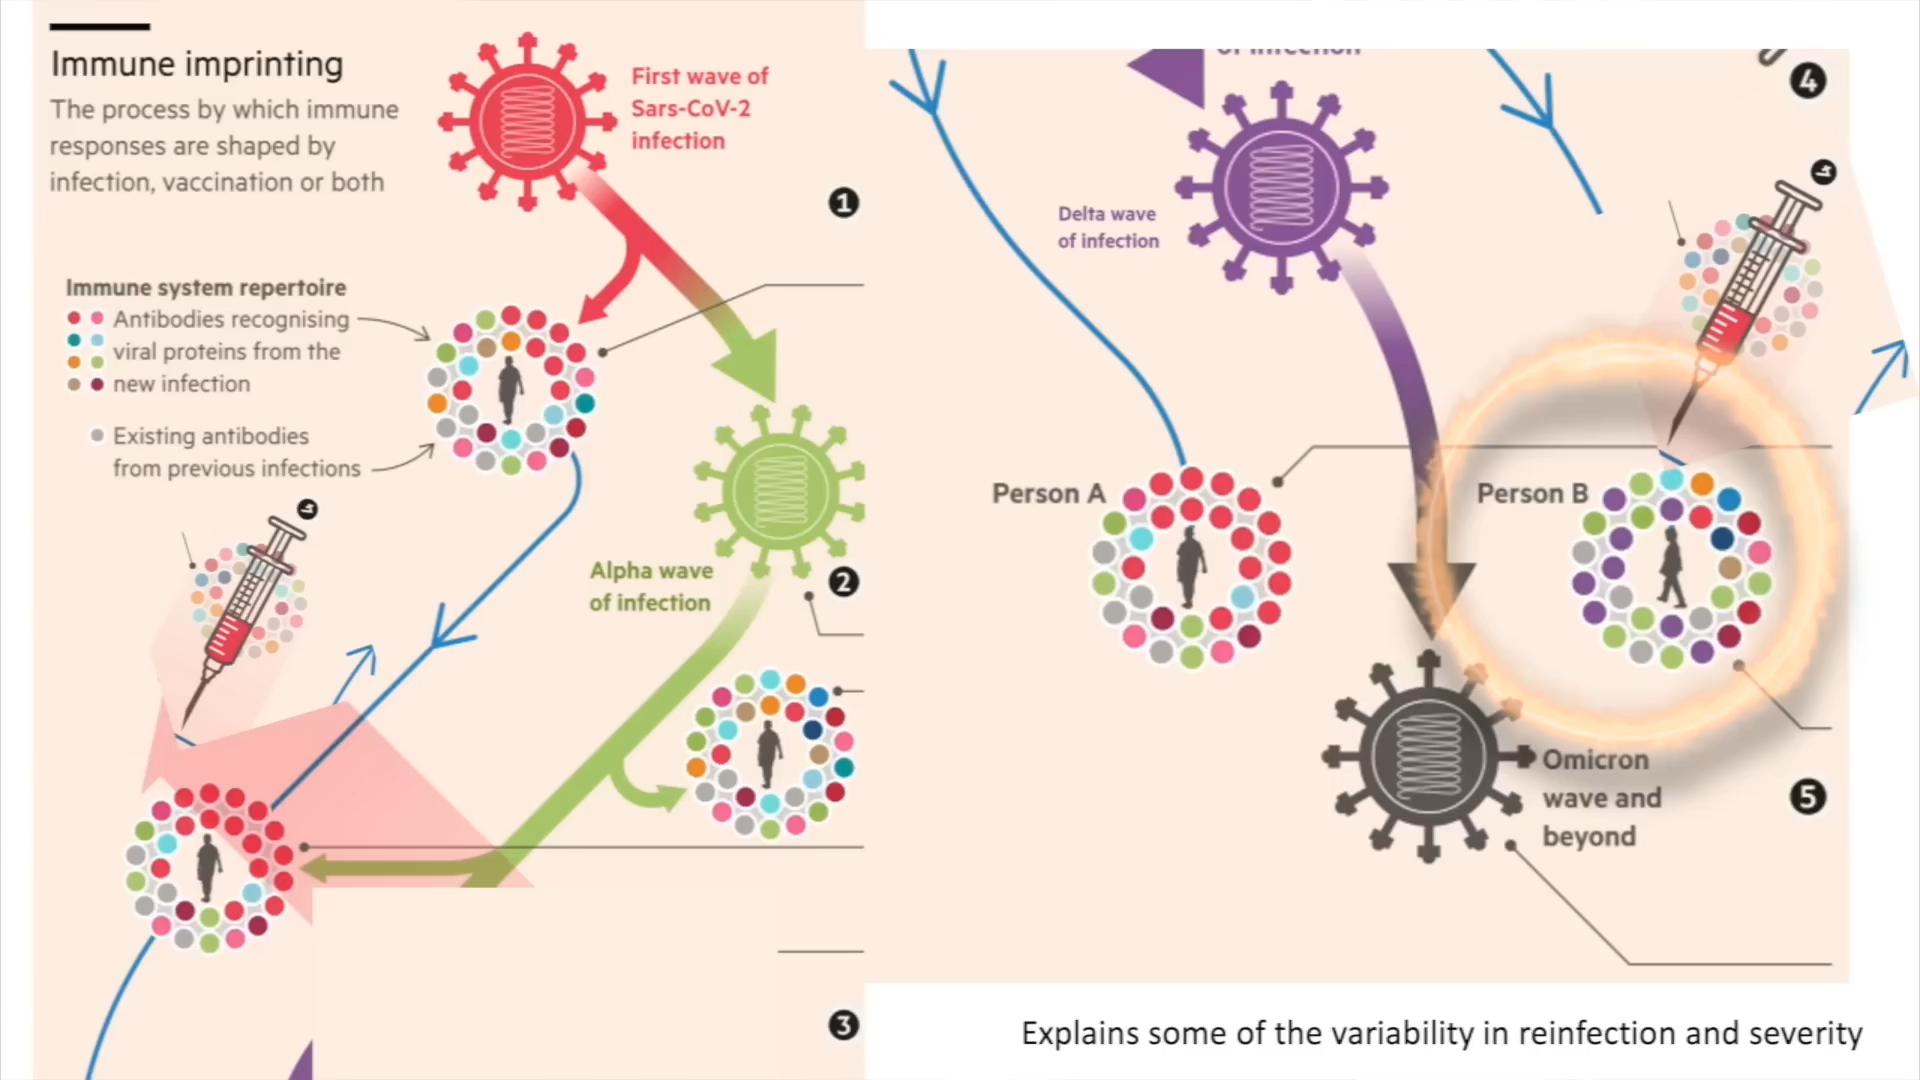 Immune imprinting
The process by which immune
responses are shaped by
infection, vaccination or both
First wave of
Sars-CoV-2
infection
1
Immune system repertoire
Antibodies recognising
viral proteins from the
new infection
Existing antibodies
from previous infections
Alpha wave
of infection
2
3
of infection
4
Delta wave
of infection
Person A
Person B
Omicron
wave and
beyond
5
Explains some of the variability in reinfection and severity